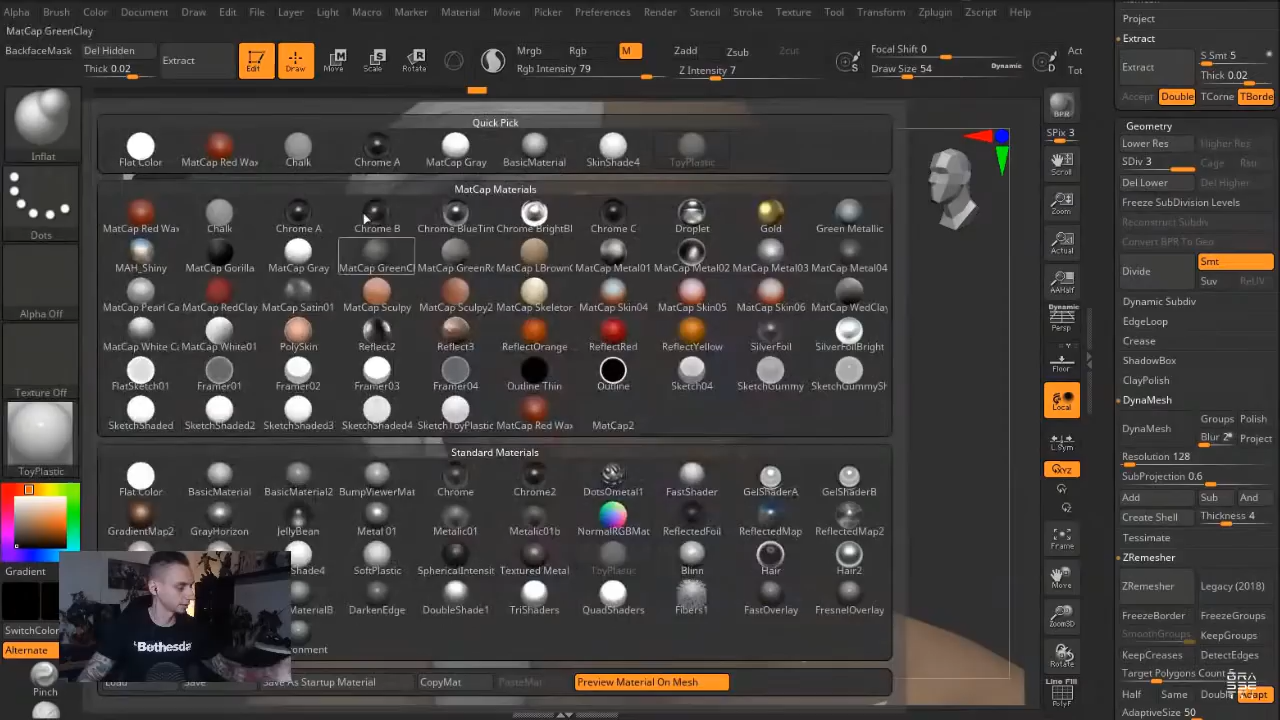 Alpha Brush Color Document Draw Edit File Layer Light Macro Marker Material Movie Picker Preferences Render Stencil Stroke Texture Tool Transform Zplugin Zscript Help
MatCap GreenClay
BackfaceMask Del Hidden Thick 0.02 Extract Edit Draw Move Scale Rotate
Mrgb Rgb M Rgb Intensity 79 Zadd Zsub Zcut Z Intensity 7
Focal Shift 0 Draw Size 54 Dynamic S D Act Tot
Inflat
Dots
Alpha Off
Texture Off
ToyPlastic
Gradient
SwitchColor
Alternate
Pinch
Quick Pick
Flat Color MatCap Red Wax Chalk Chrome A MatCap Gray BasicMaterial SkinShade4 ToyPlastic
MatCap Materials
MatCap Red Wax Chalk Chrome A Chrome B Chrome BlueTint Chrome BrightBl Chrome C Droplet Gold Green Metallic
MAH_Shiny MatCap Gorilla MatCap Gray MatCap GreenC MatCap GreenRo MatCap LBrownC MatCap Metal01 MatCap Metal02 MatCap Metal03 MatCap Metal04
MatCap Pearl Ca MatCap RedClay MatCap Satin01 MatCap Sculpy MatCap Sculpy2 MatCap Skeleton MatCap Skin04 MatCap Skin05 MatCap Skin06 MatCap WedClay
MatCap White Ca MatCap White01 PolySkin Reflect2 Reflect3 ReflectOrange ReflectRed ReflectYellow SilverFoil SilverFoilBright
FlatSketch01 Framer01 Framer02 Framer03 Framer04 Outline Thin Outline Sketch04 SketchGummy SketchGummySh
SketchShaded SketchShaded2 SketchShaded3 SketchShaded4 SketchToyPlastic MatCap Red Wax MatCap2
Standard Materials
Flat Color BasicMaterial BasicMaterial2 BumpViewerMat Chrome Chrome2 DotsOmetal1 FastShader GelShaderA GelShaderB
GradientMap2 GrayHorizon JellyBean Metal 01 Metalic01 Metalic01b NormalRGBMat ReflectedFoil ReflectedMap ReflectedMap2
Shade4 SoftPlastic SphericalIntensit Textured Metal ToyPlastic Blinn Hair Hair2
MaterialB DarkenEdge DoubleShade1 TriShaders QuadShaders Fibers1 FastOverlay FresnelOverlay
ronment
Load Save Save As Startup Material CopyMat PasteMat Preview Material On Mesh
Bethesda
BPR
SPix 3
Scroll
Zoom
Actual
AAHalf
Dynamic
Persp
Floor
Local
L.Sym
XYZ
Frame
Move
Zoom3D
Rotate
Line Fill
PolyF
Project
Extract
Extract S Smt 5
Thick 0.02
Accept Double TCorne TBorde
Geometry
Lower Res Higher Res
SDiv 3 Cage Rstr
Del Lower Del Higher
Freeze SubDivision Levels
Reconstruct Subdiv
Convert BPR To Geo
Divide Smt
Suv ReUV
Dynamic Subdiv
EdgeLoop
Crease
ShadowBox
ClayPolish
DynaMesh
DynaMesh Groups Polish
Blur 2 Project
Resolution 128
SubProjection 0.6
Add Sub And
Create Shell Thickness 4
Tessimate
ZRemesher
ZRemesher Legacy (2018)
FreezeBorder FreezeGroups
SmoothGroups KeepGroups
KeepCreases DetectEdges
Target Polygons Count 5
Half Same Double Adapt
AdaptiveSize 50